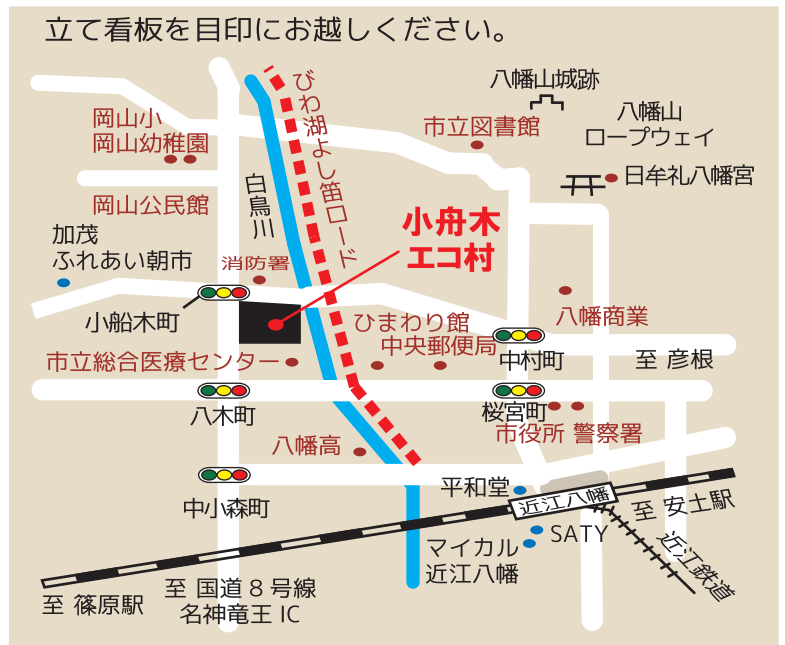 立て看板を目印にお越しください。
八幡山城跡
びわ湖よし笛ロード
八幡山
ロープウェイ
岡山小
岡山幼稚園
市立図書館
白鳥川
日牟礼八幡宮
岡山公民館
小舟木
エコ村
加茂
ふれあい朝市
消防署
小船木町
ひまわり館
中央郵便局
八幡商業
中村町
至 彦根
市立総合医療センター
八木町
桜宮町
市役所 警察署
八幡高
中小森町
平和堂
近江八幡
至 安土駅
SATY
マイカル
近江八幡
近江鉄道
至 篠原駅
至 国道8号線
名神竜王 IC